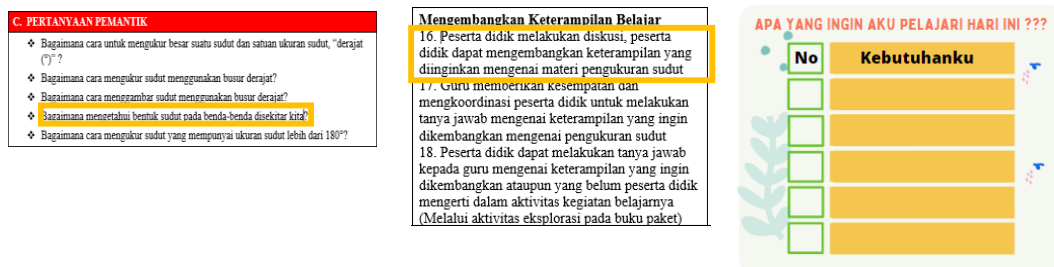 C. PERTANYAAN PEMANTIK
❖ Bagaimana cara untuk mengukur besar suatu sudut dan satuan ukuran sudut, "derajat
(°)" ?
❖ Bagaimana cara mengukur sudut menggunakan busur derajat?
❖ Bagaimana cara menggambar sudut menggunakan busur derajat?
❖ Bagaimana mengetahui bentuk sudut pada benda-benda disekitar kita?
❖ Bagaimana cara mengukur sudut yang mempunyai ukuran sudut lebih dari 180°?
Mengembangkan Keterampilan Belajar
16. Peserta didik melakukan diskusi, peserta
didik dapat mengembangkan keterampilan yang
diinginkan mengenai materi pengukuran sudut
17. Guru memberikan kesempatan dan
mengkoordinasi peserta didik untuk melakukan
tanya jawab mengenai keterampilan yang ingin
dikembangkan mengenai pengukuran sudut
18. Peserta didik dapat melakukan tanya jawab
kepada guru mengenai keterampilan yang ingin
dikembangkan ataupun yang belum peserta didik
mengerti dalam aktivitas kegiatan belajarnya
(Melalui aktivitas eksplorasi pada buku paket)
APA YANG INGIN AKU PELAJARI HARI INI ???
No Kebutuhanku